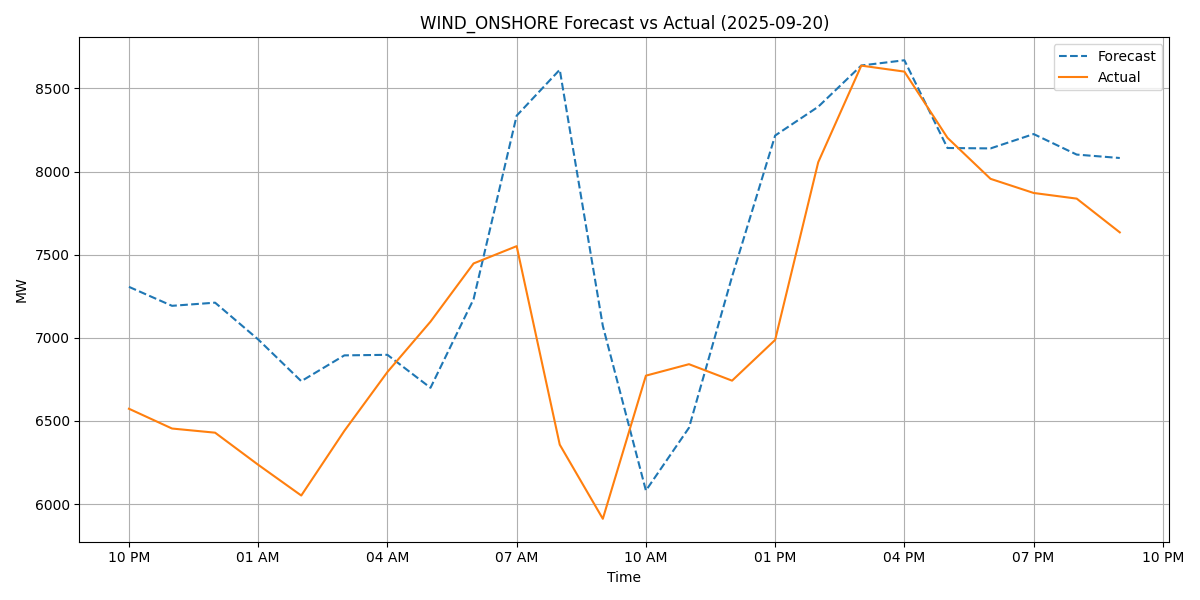 WIND_ONSHORE Forecast vs Actual (2025-09-20)
Forecast
Actual
MW
8500
8000
7500
7000
6500
6000
10 PM 01 AM 04 AM 07 AM 10 AM 01 PM 04 PM 07 PM 10 PM
Time